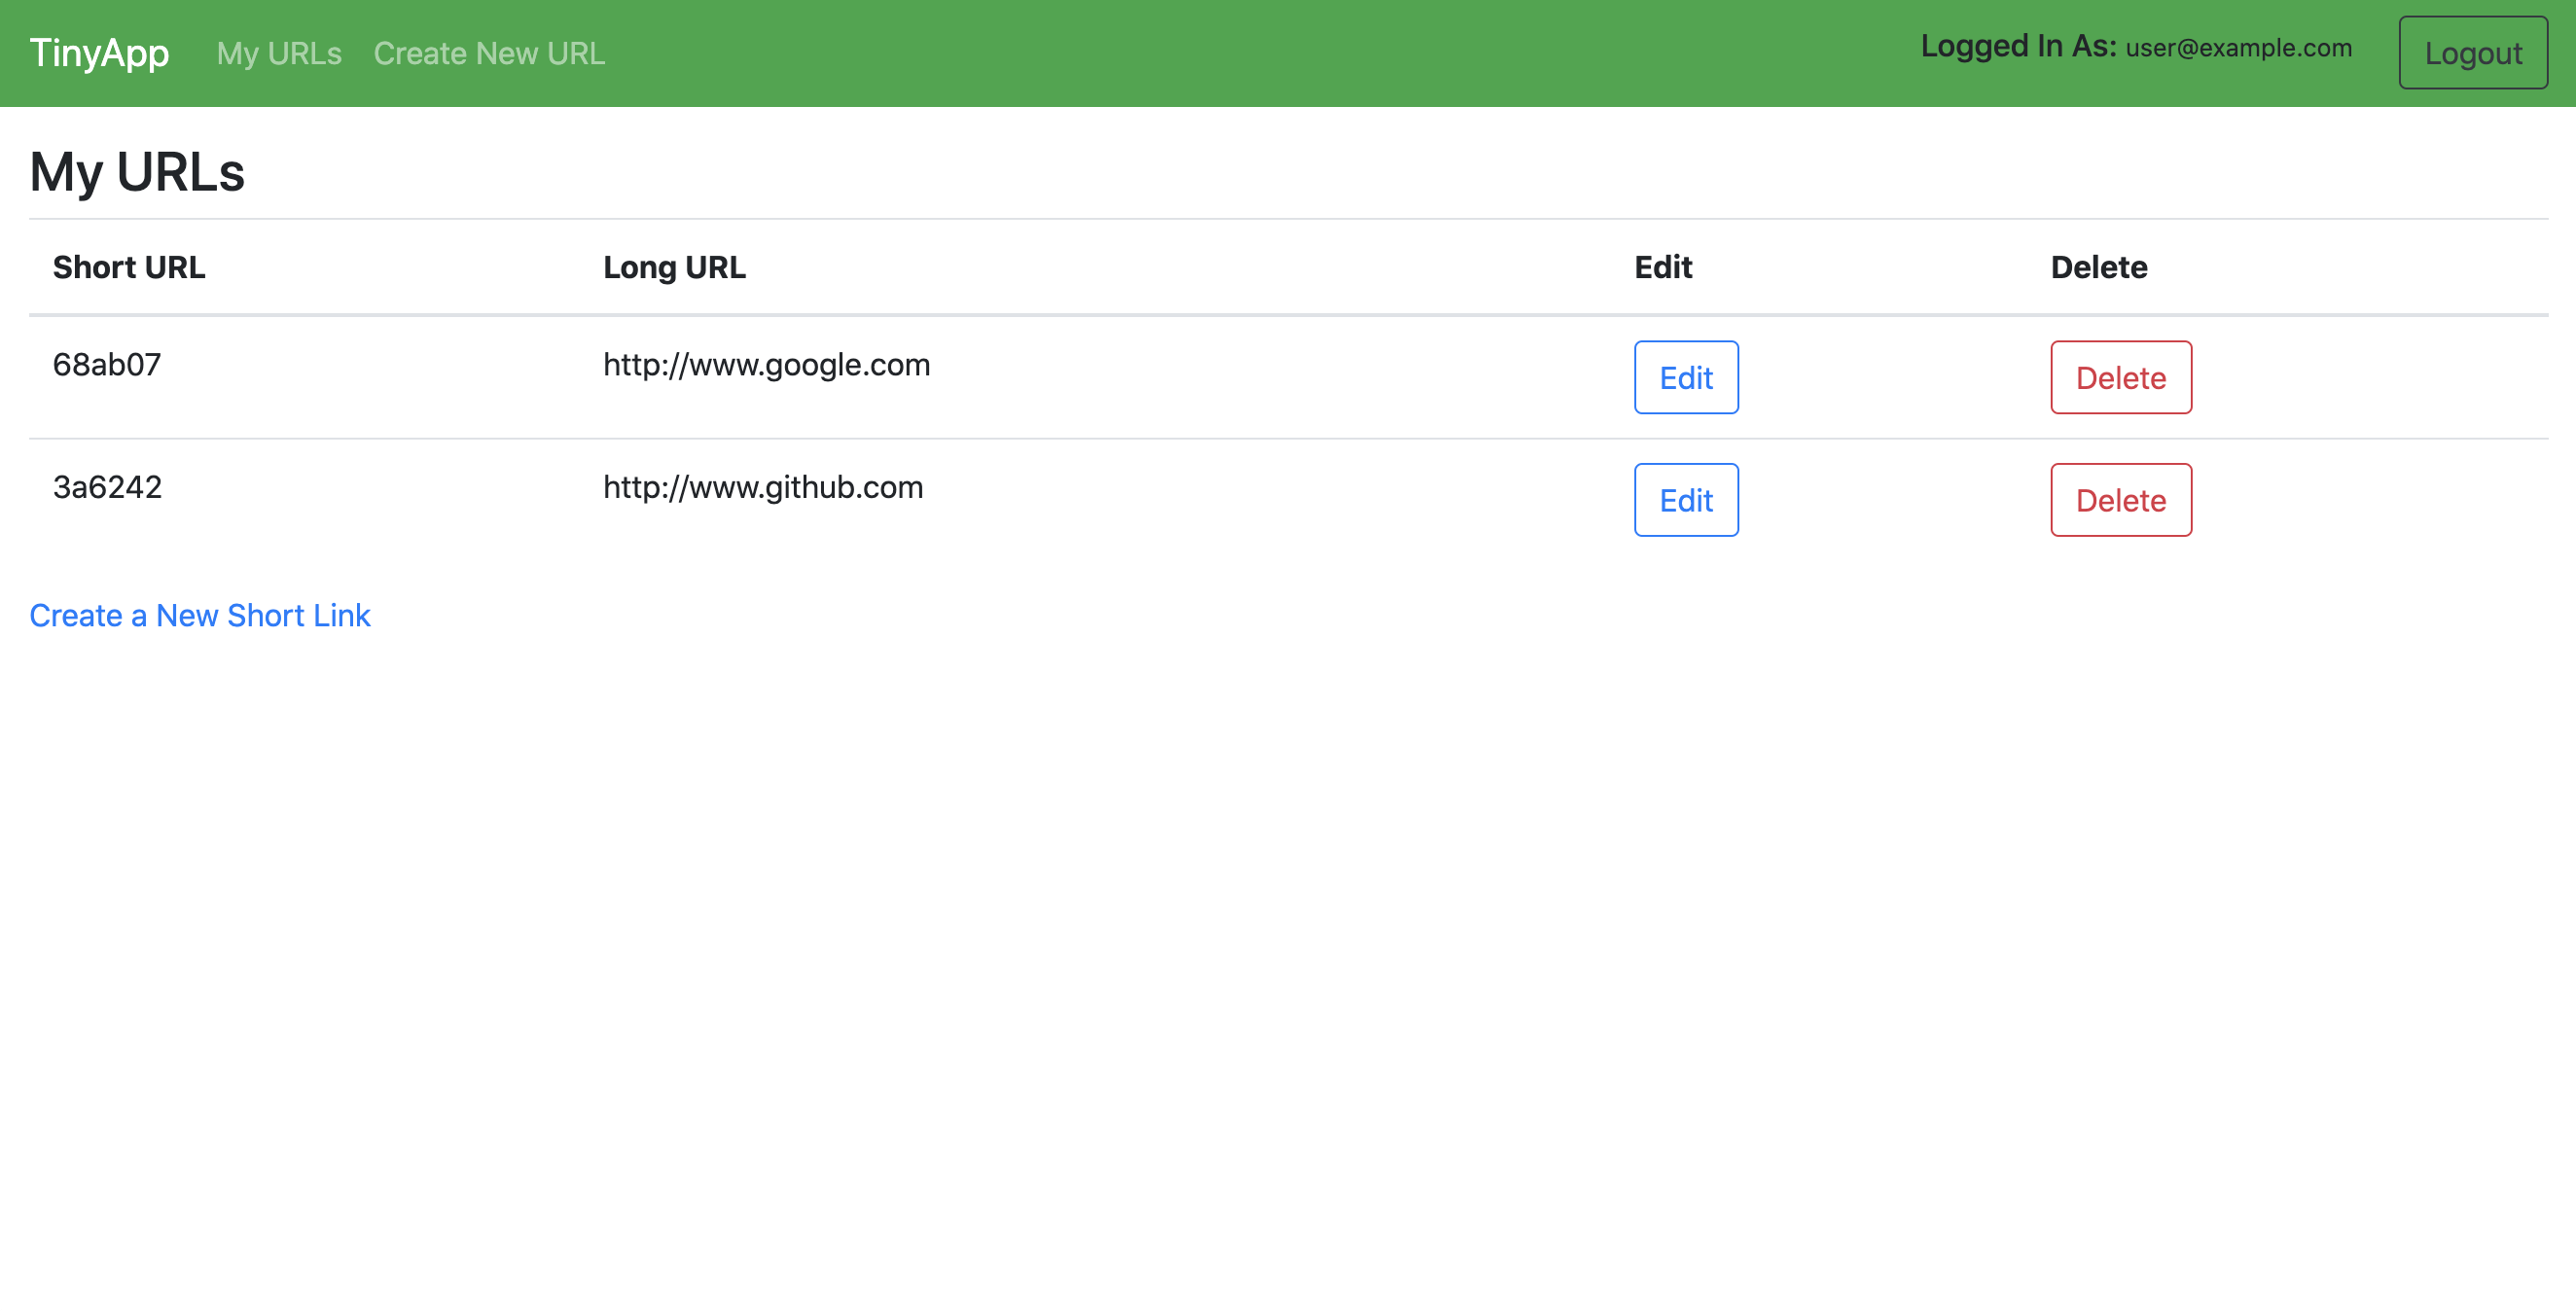 TinyApp My URLs Create New URL Logged In As: user@example.com Logout
My URLs
Short URL Long URL Edit Delete
68ab07 http://www.google.com Edit Delete
3a6242 http://www.github.com Edit Delete
Create a New Short Link